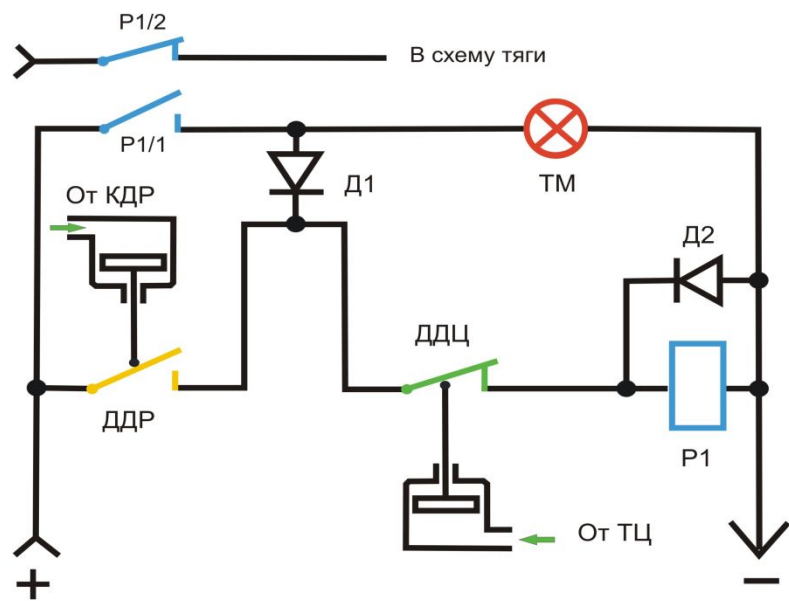 Р1/2
В схему тяги
Р1/1
ТМ
Д1
От КДР
Д2
ДДЦ
ДДР
Р1
От ТЦ
+
−